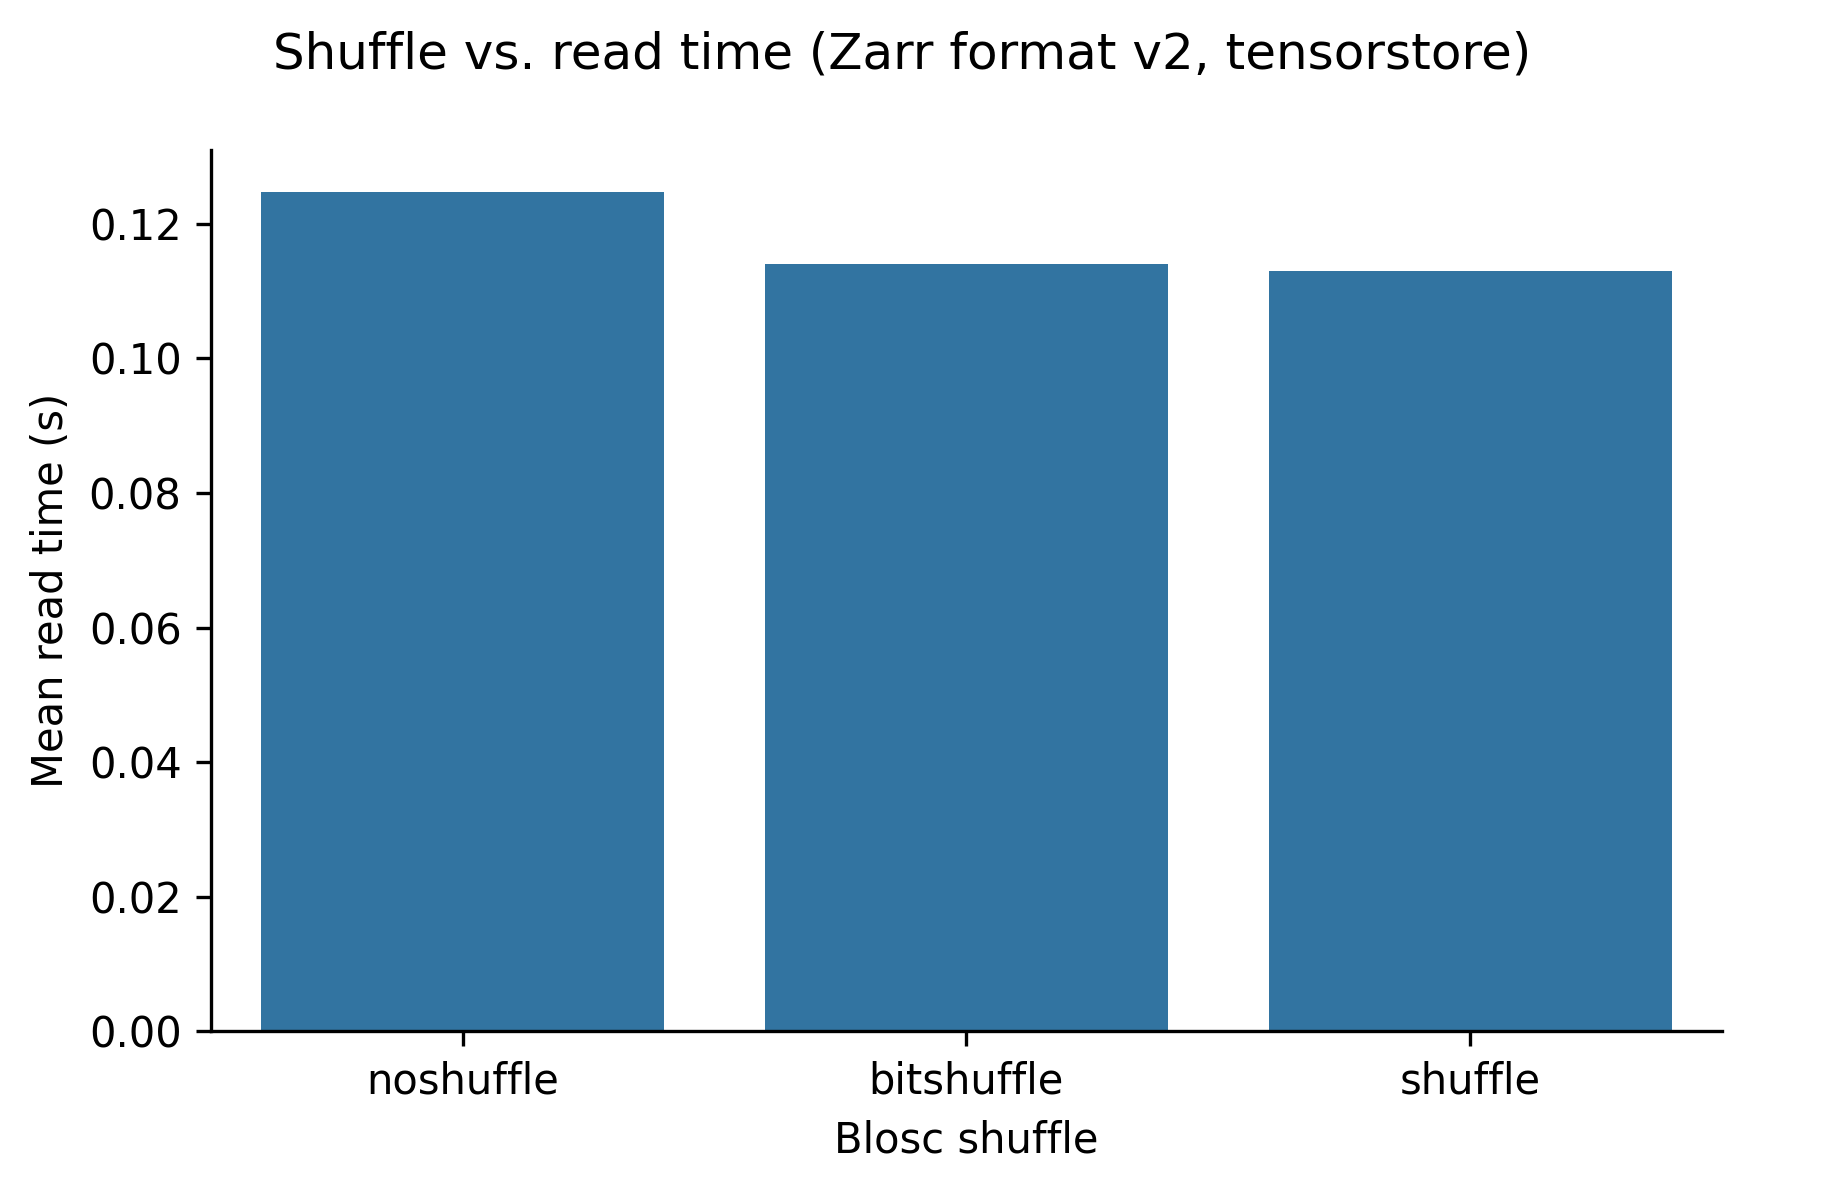 Shuffle vs. read time (Zarr format v2, tensorstore)
Mean read time (s)
0.12
0.10
0.08
0.06
0.04
0.02
0.00
noshuffle bitshuffle shuffle
Blosc shuffle